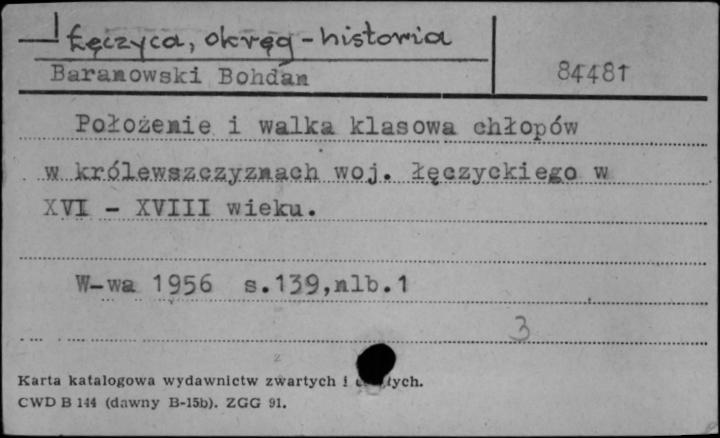 Łęczyca, okręg - historia
Baranowski Bohdan
84481
Położenie i walka klasowa chłopów
w królewszczyznach woj. łęczyckiego w
XVI - XVIII wieku.
W-wa 1956 s.139,nlb.1
3
Karta katalogowa wydawnictw zwartych i
CWD B 144 (dawny B-15b). ZGG 91.